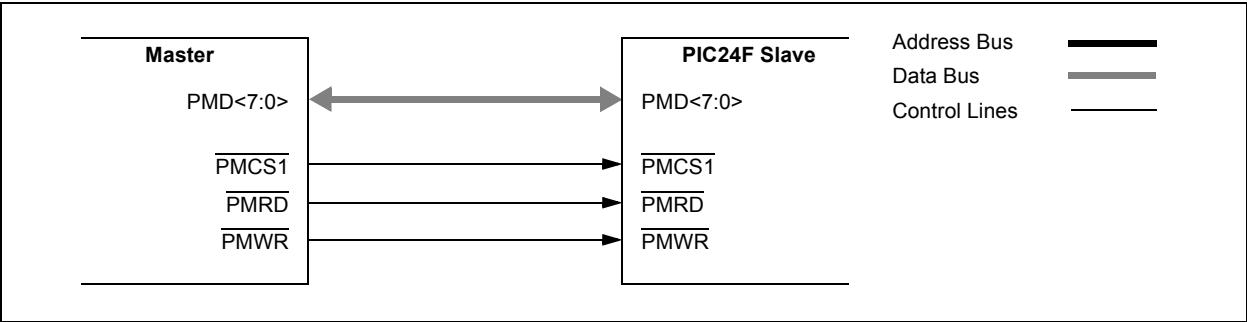 Master
PMD<7:0>
PMCS1
PMRD
PMWR
PIC24F Slave
PMD<7:0>
PMCS1
PMRD
PMWR
Address Bus
Data Bus
Control Lines